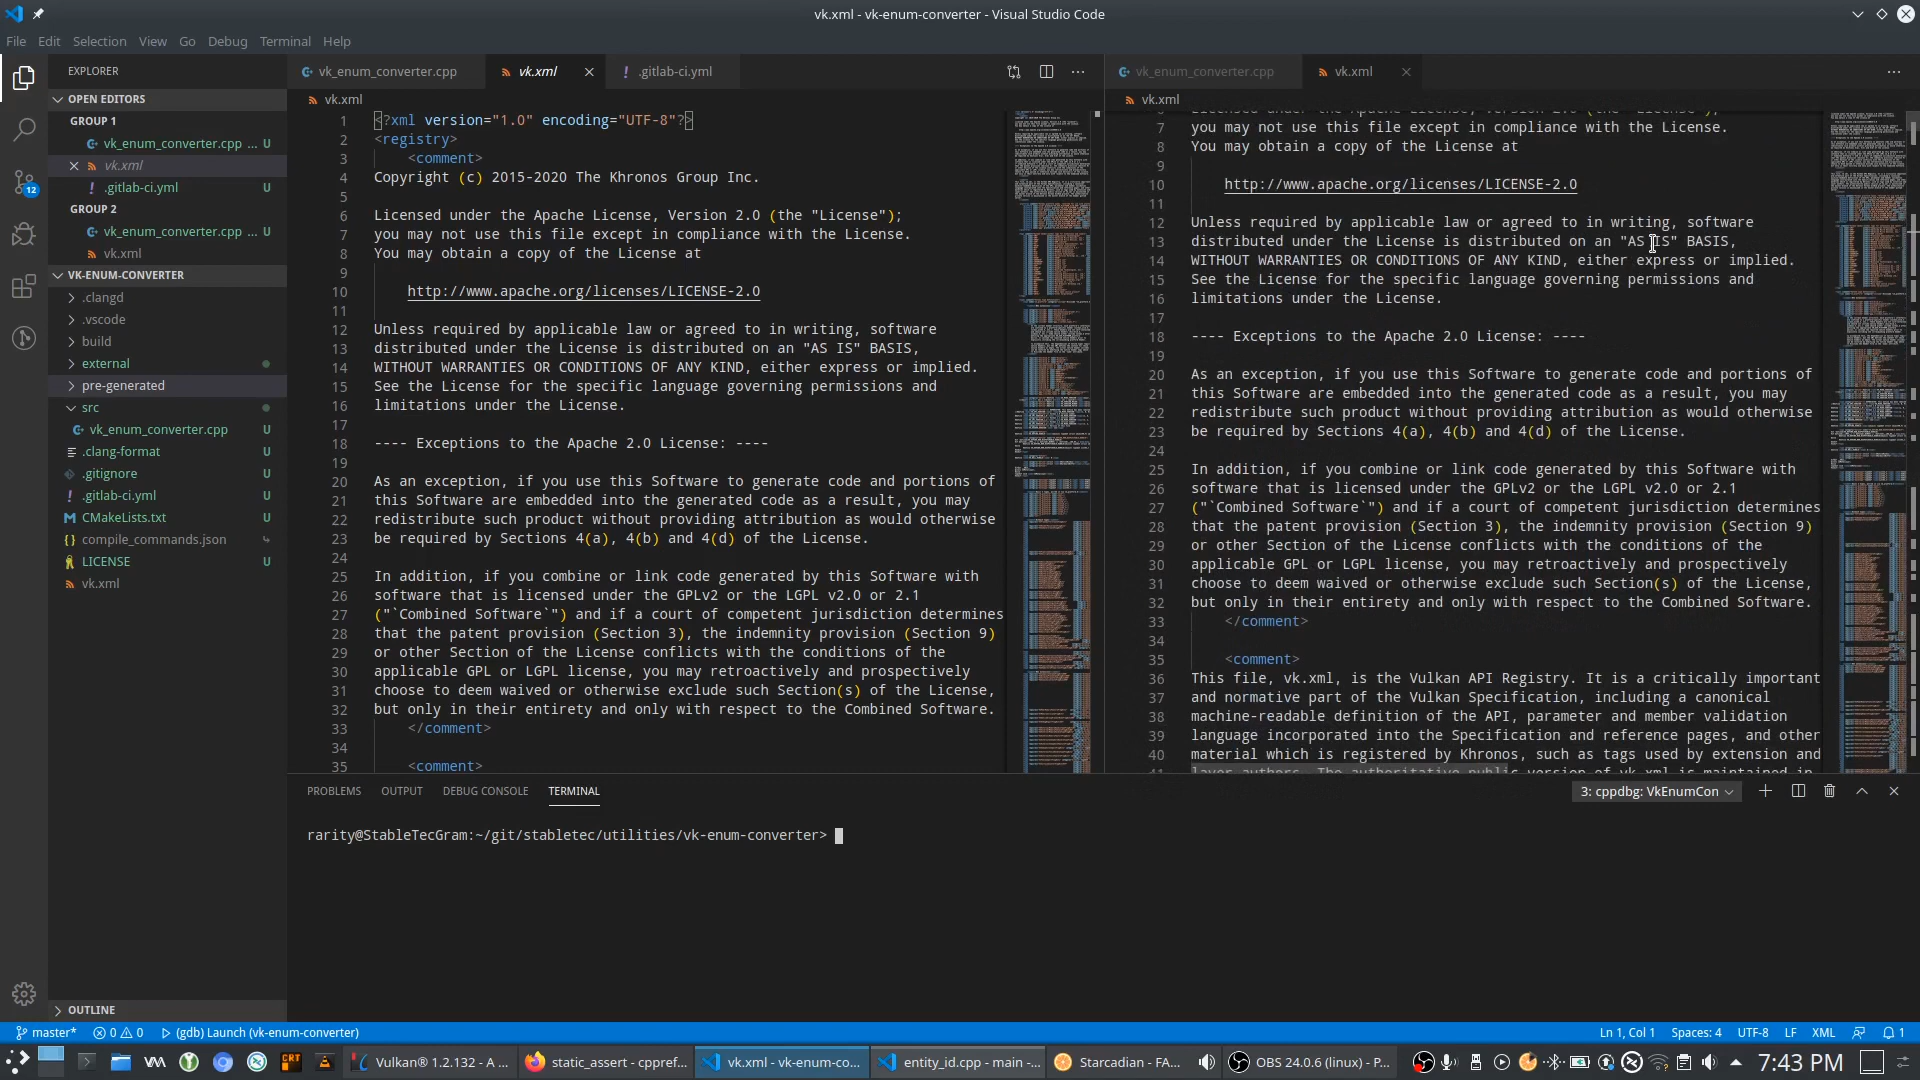 vk.xml - vk-enum-converter - Visual Studio Code
File Edit Selection View Go Debug Terminal Help
EXPLORER
OPEN EDITORS
GROUP 1
vk_enum_converter.cpp ... U
vk.xml
.gitlab-ci.yml U
GROUP 2
vk_enum_converter.cpp ... U
vk.xml
VK-ENUM-CONVERTER
.clangd
.vscode
build
external
pre-generated
src
vk_enum_converter.cpp U
.clang-format U
.gitignore U
.gitlab-ci.yml U
CMakeLists.txt U
compile_commands.json
LICENSE U
vk.xml
OUTLINE
12
vk_enum_converter.cpp vk.xml .gitlab-ci.yml
vk.xml
1 <?xml version="1.0" encoding="UTF-8"?>
2 <registry>
3 <comment>
4 Copyright (c) 2015-2020 The Khronos Group Inc.
5
6 Licensed under the Apache License, Version 2.0 (the "License");
7 you may not use this file except in compliance with the License.
8 You may obtain a copy of the License at
9
10 http://www.apache.org/licenses/LICENSE-2.0
11
12 Unless required by applicable law or agreed to in writing, software
13 distributed under the License is distributed on an "AS IS" BASIS,
14 WITHOUT WARRANTIES OR CONDITIONS OF ANY KIND, either express or implied.
15 See the License for the specific language governing permissions and
16 limitations under the License.
17
18 ---- Exceptions to the Apache 2.0 License: ----
19
20 As an exception, if you use this Software to generate code and portions of
21 this Software are embedded into the generated code as a result, you may
22 redistribute such product without providing attribution as would otherwise
23 be required by Sections 4(a), 4(b) and 4(d) of the License.
24
25 In addition, if you combine or link code generated by this Software with
26 software that is licensed under the GPLv2 or the LGPL v2.0 or 2.1
27 ("`Combined Software`") and if a court of competent jurisdiction determines
28 that the patent provision (Section 3), the indemnity provision (Section 9)
29 or other Section of the License conflicts with the conditions of the
30 applicable GPL or LGPL license, you may retroactively and prospectively
31 choose to deem waived or otherwise exclude such Section(s) of the License,
32 but only in their entirety and only with respect to the Combined Software.
33 </comment>
34
35 <comment>
vk_enum_converter.cpp vk.xml
vk.xml
6 Licensed under the Apache License, Version 2.0 (the "License");
7 you may not use this file except in compliance with the License.
8 You may obtain a copy of the License at
9
10 http://www.apache.org/licenses/LICENSE-2.0
11
12 Unless required by applicable law or agreed to in writing, software
13 distributed under the License is distributed on an "AS IS" BASIS,
14 WITHOUT WARRANTIES OR CONDITIONS OF ANY KIND, either express or implied.
15 See the License for the specific language governing permissions and
16 limitations under the License.
17
18 ---- Exceptions to the Apache 2.0 License: ----
19
20 As an exception, if you use this Software to generate code and portions of
21 this Software are embedded into the generated code as a result, you may
22 redistribute such product without providing attribution as would otherwise
23 be required by Sections 4(a), 4(b) and 4(d) of the License.
24
25 In addition, if you combine or link code generated by this Software with
26 software that is licensed under the GPLv2 or the LGPL v2.0 or 2.1
27 ("`Combined Software`") and if a court of competent jurisdiction determines
28 that the patent provision (Section 3), the indemnity provision (Section 9)
29 or other Section of the License conflicts with the conditions of the
30 applicable GPL or LGPL license, you may retroactively and prospectively
31 choose to deem waived or otherwise exclude such Section(s) of the License,
32 but only in their entirety and only with respect to the Combined Software.
33 </comment>
34
35 <comment>
36 This file, vk.xml, is the Vulkan API Registry. It is a critically important
37 and normative part of the Vulkan Specification, including a canonical
38 machine-readable definition of the API, parameter and member validation
39 language incorporated into the Specification and reference pages, and other
40 material which is registered by Khronos, such as tags used by extension and
41 layer authors. The authoritative public version of vk.xml is maintained in
PROBLEMS OUTPUT DEBUG CONSOLE TERMINAL 3: cppdbg: VkEnumCon
rarity@StableTecGram:~/git/stabletec/utilities/vk-enum-converter>
master* 0 0 (gdb) Launch (vk-enum-converter) Ln 1, Col 1 Spaces: 4 UTF-8 LF XML 1
CRT Vulkan® 1.2.132 - A ... static_assert - cppref... vk.xml - vk-enum-co... entity_id.cpp - main -... Starcadian - FA... OBS 24.0.6 (linux) - P... 7:43 PM